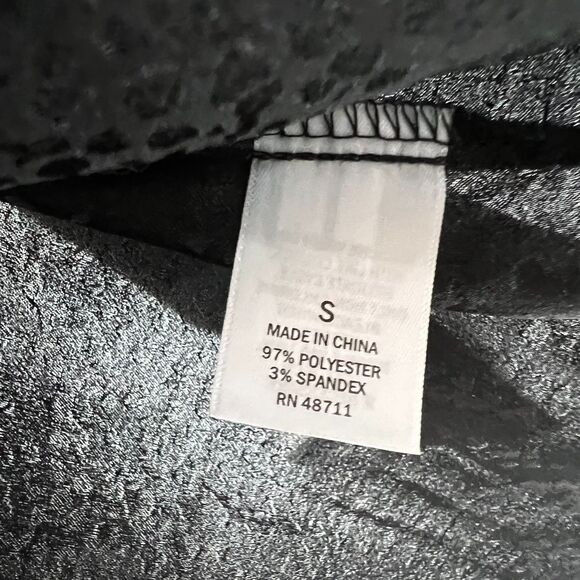 S
MADE IN CHINA
97% POLYESTER
3% SPANDEX
RN 48711